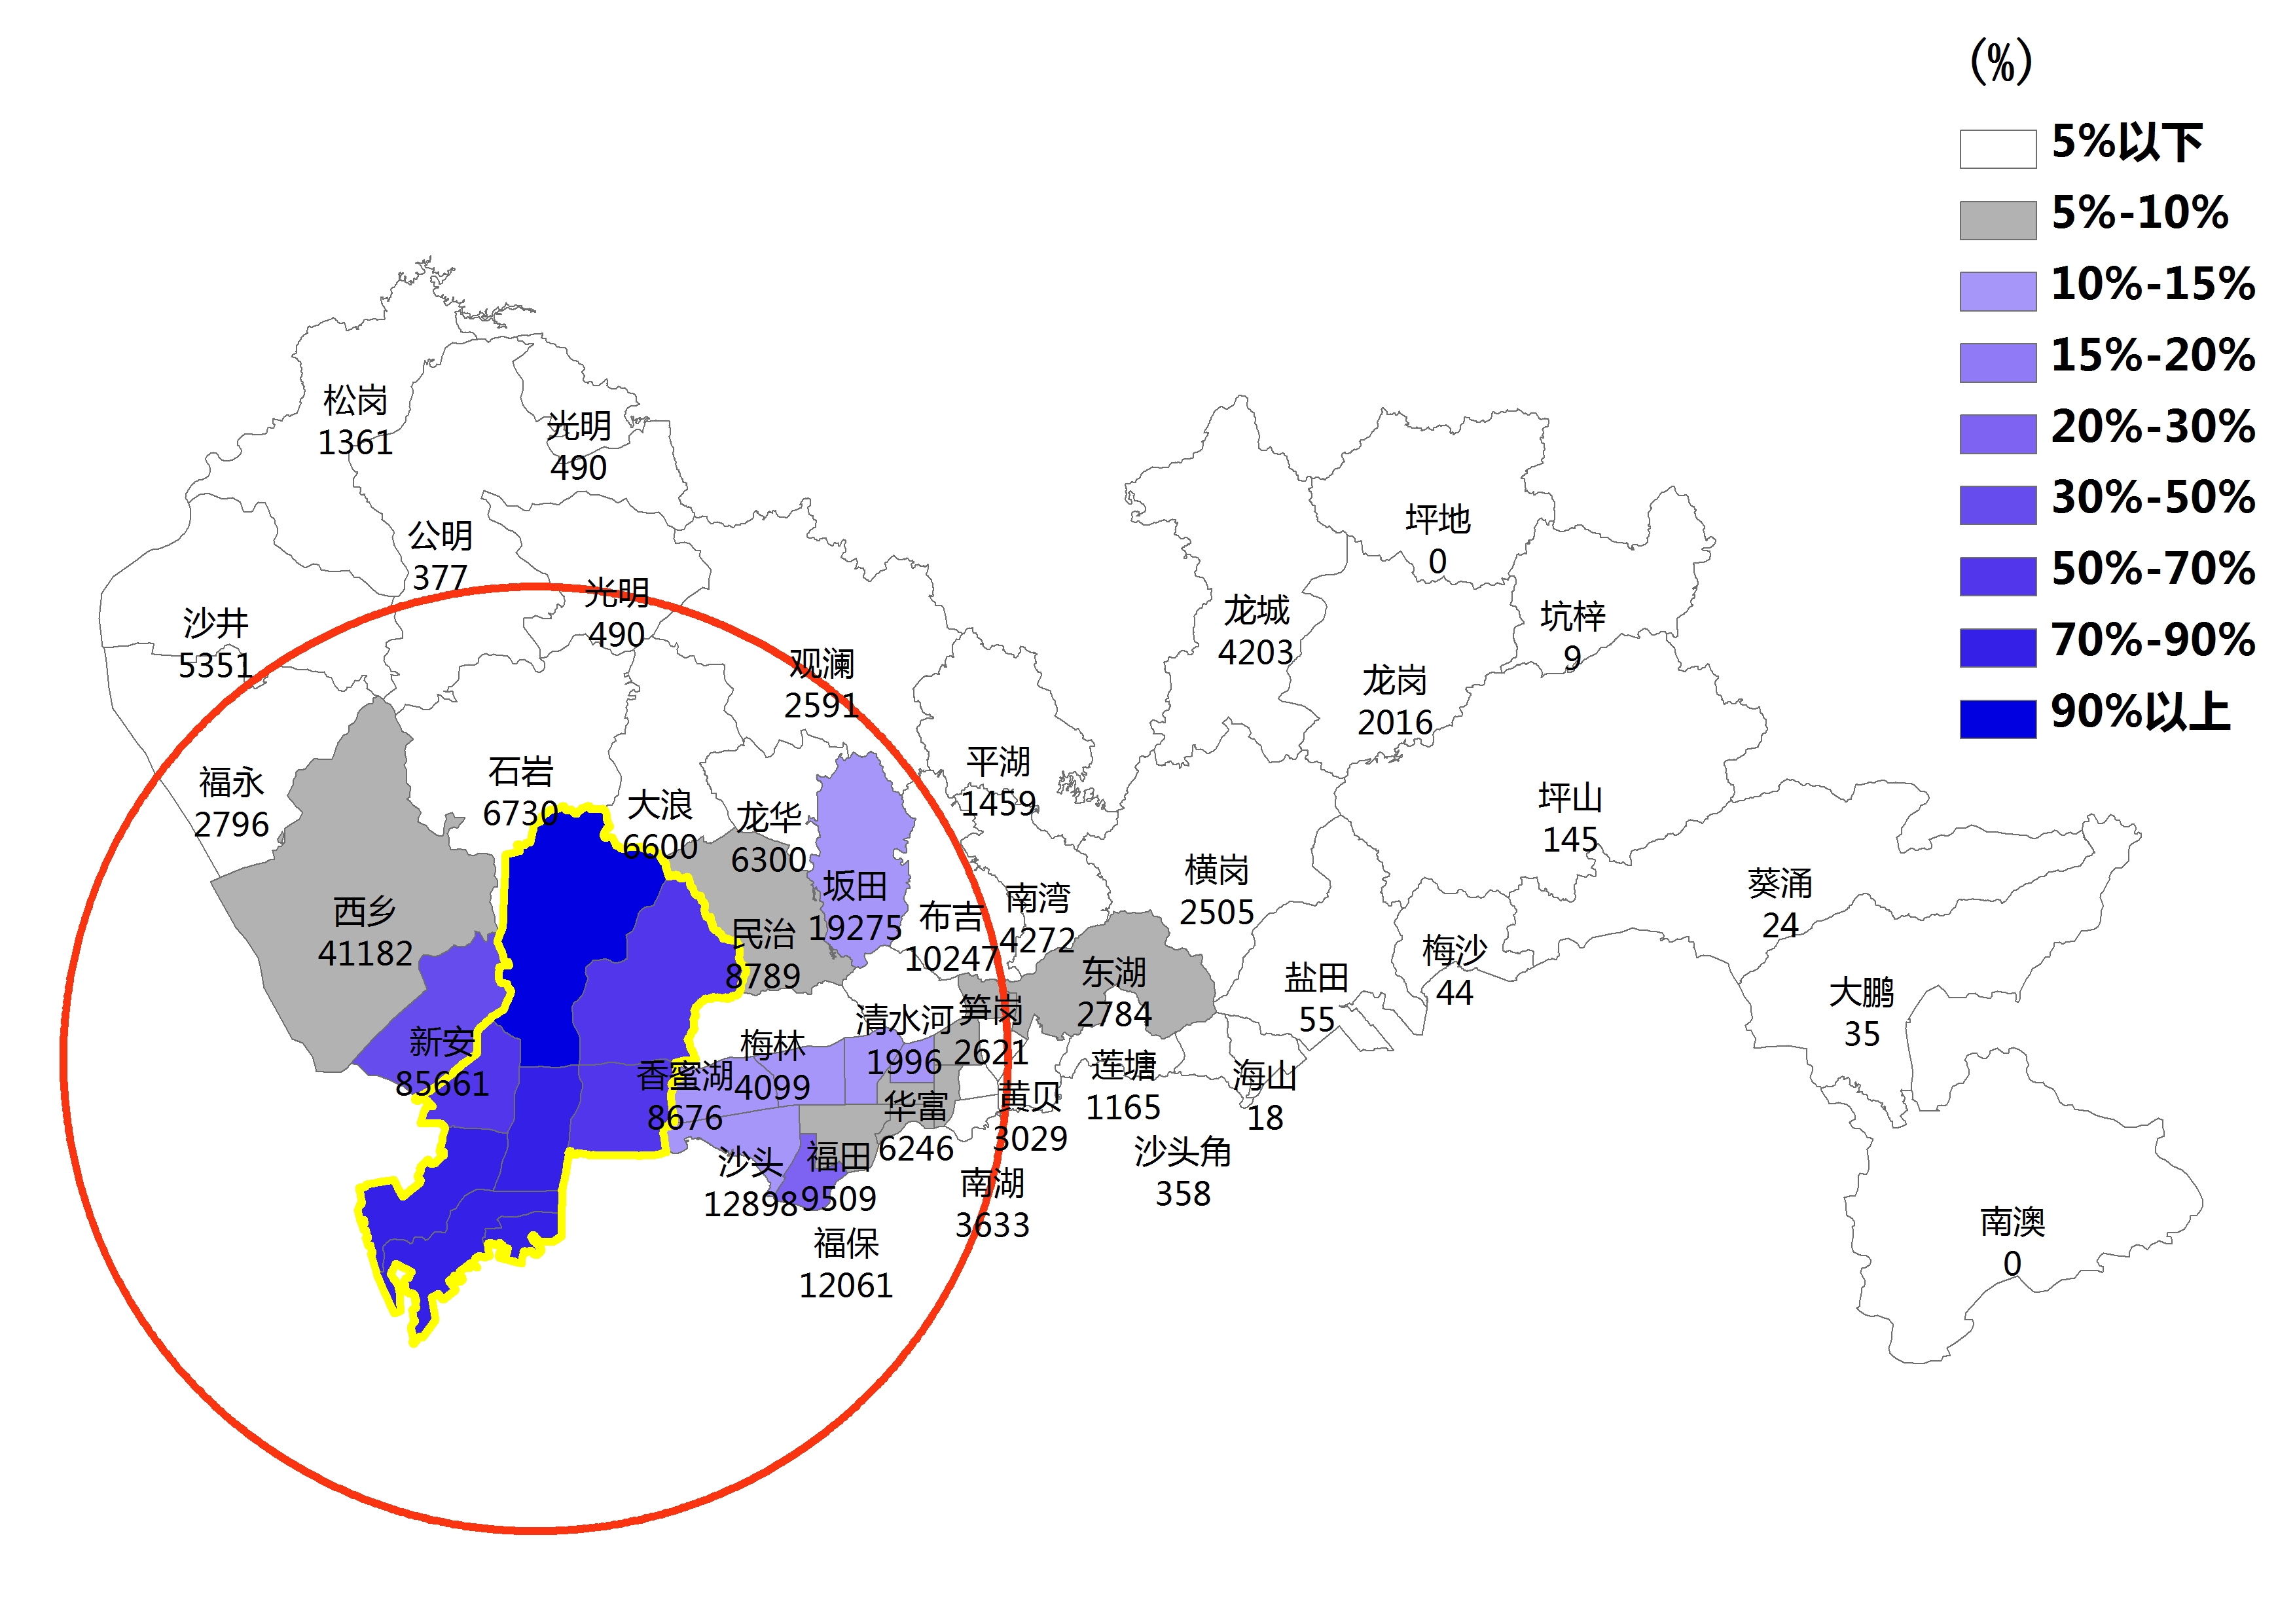 (%)
5%以下
5%-10%
10%-15%
15%-20%
20%-30%
30%-50%
50%-70%
70%-90%
90%以上
松岗
1361
光明
490
公明
377
光明
490
沙井
5351
观澜
2591
福永
2796
石岩
6730
大浪
6600
龙华
6300
平湖
1459
坂田
19275
西乡
41182
民治
8789
布吉
10247
南湾
4272
龙城
4203
坪地
0
坑梓
9
龙岗
2016
坪山
145
横岗
2505
葵涌
24
东湖
2784
盐田
55
梅沙
44
大鹏
35
新安
85661
梅林
4099
清水河
1996
笋岗
2621
香蜜湖
8676
华富
6246
黄贝
3029
莲塘
1165
海山
18
沙头
12898
福田
9509
南湖
3633
沙头角
358
福保
12061
南澳
0